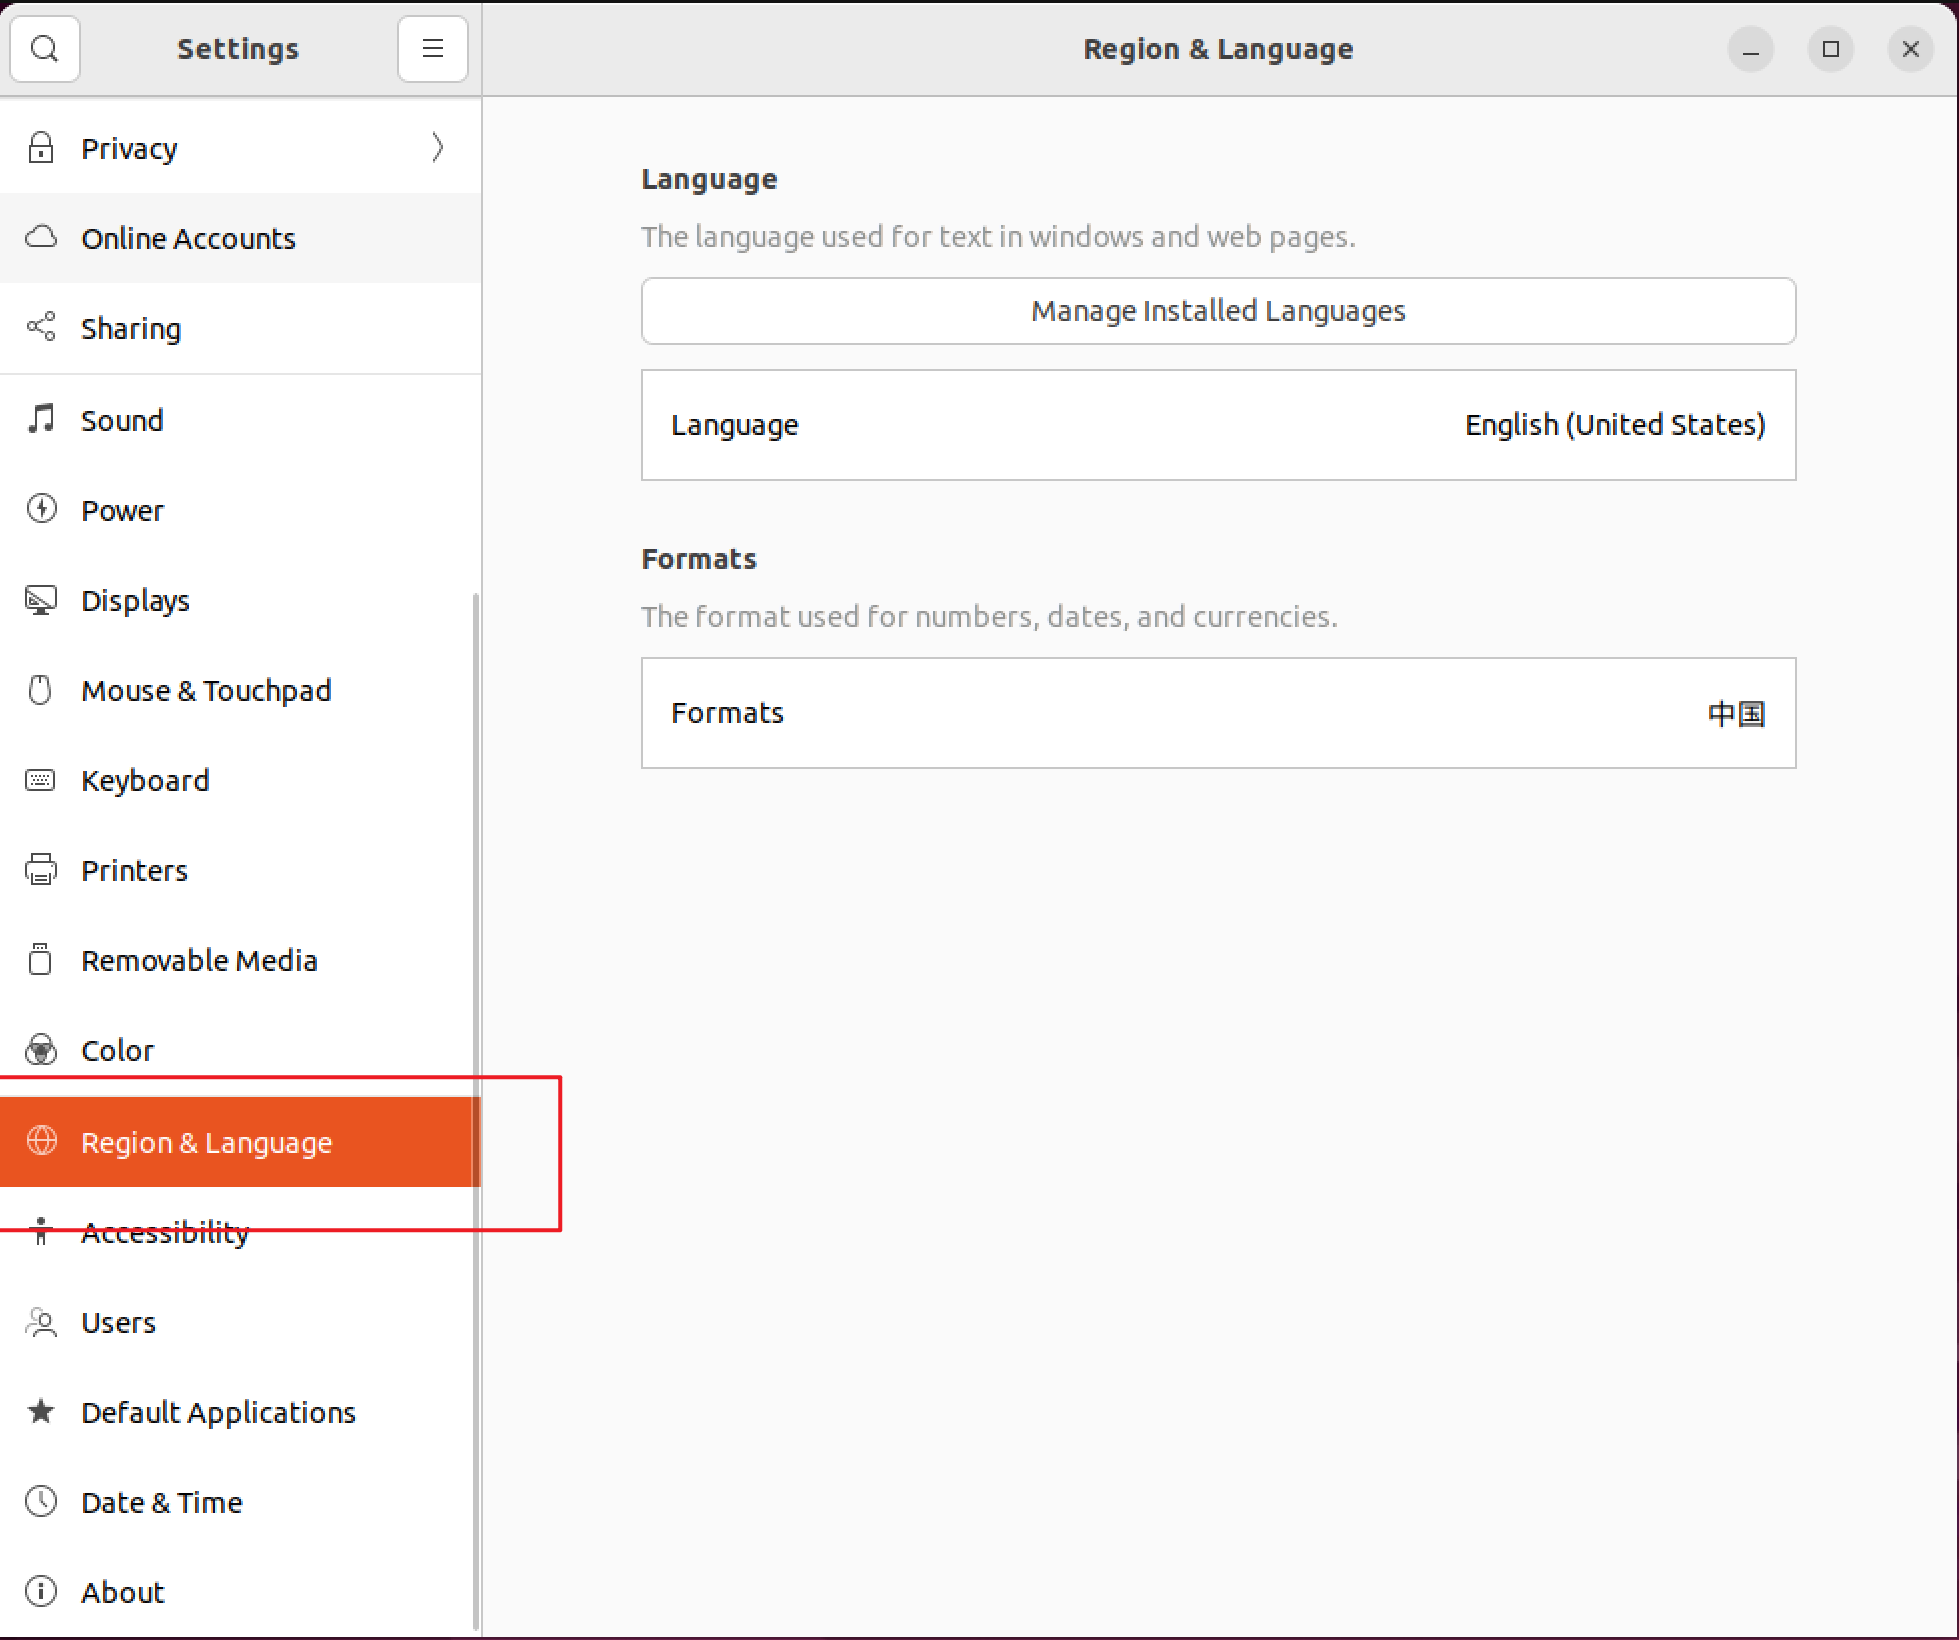 Settings
Region & Language
Privacy
Online Accounts
Sharing
Sound
Power
Displays
Mouse & Touchpad
Keyboard
Printers
Removable Media
Color
Region & Language
Accessibility
Users
Default Applications
Date & Time
About
Language
The language used for text in windows and web pages.
Manage Installed Languages
Language English (United States)
Formats
The format used for numbers, dates, and currencies.
Formats 中国